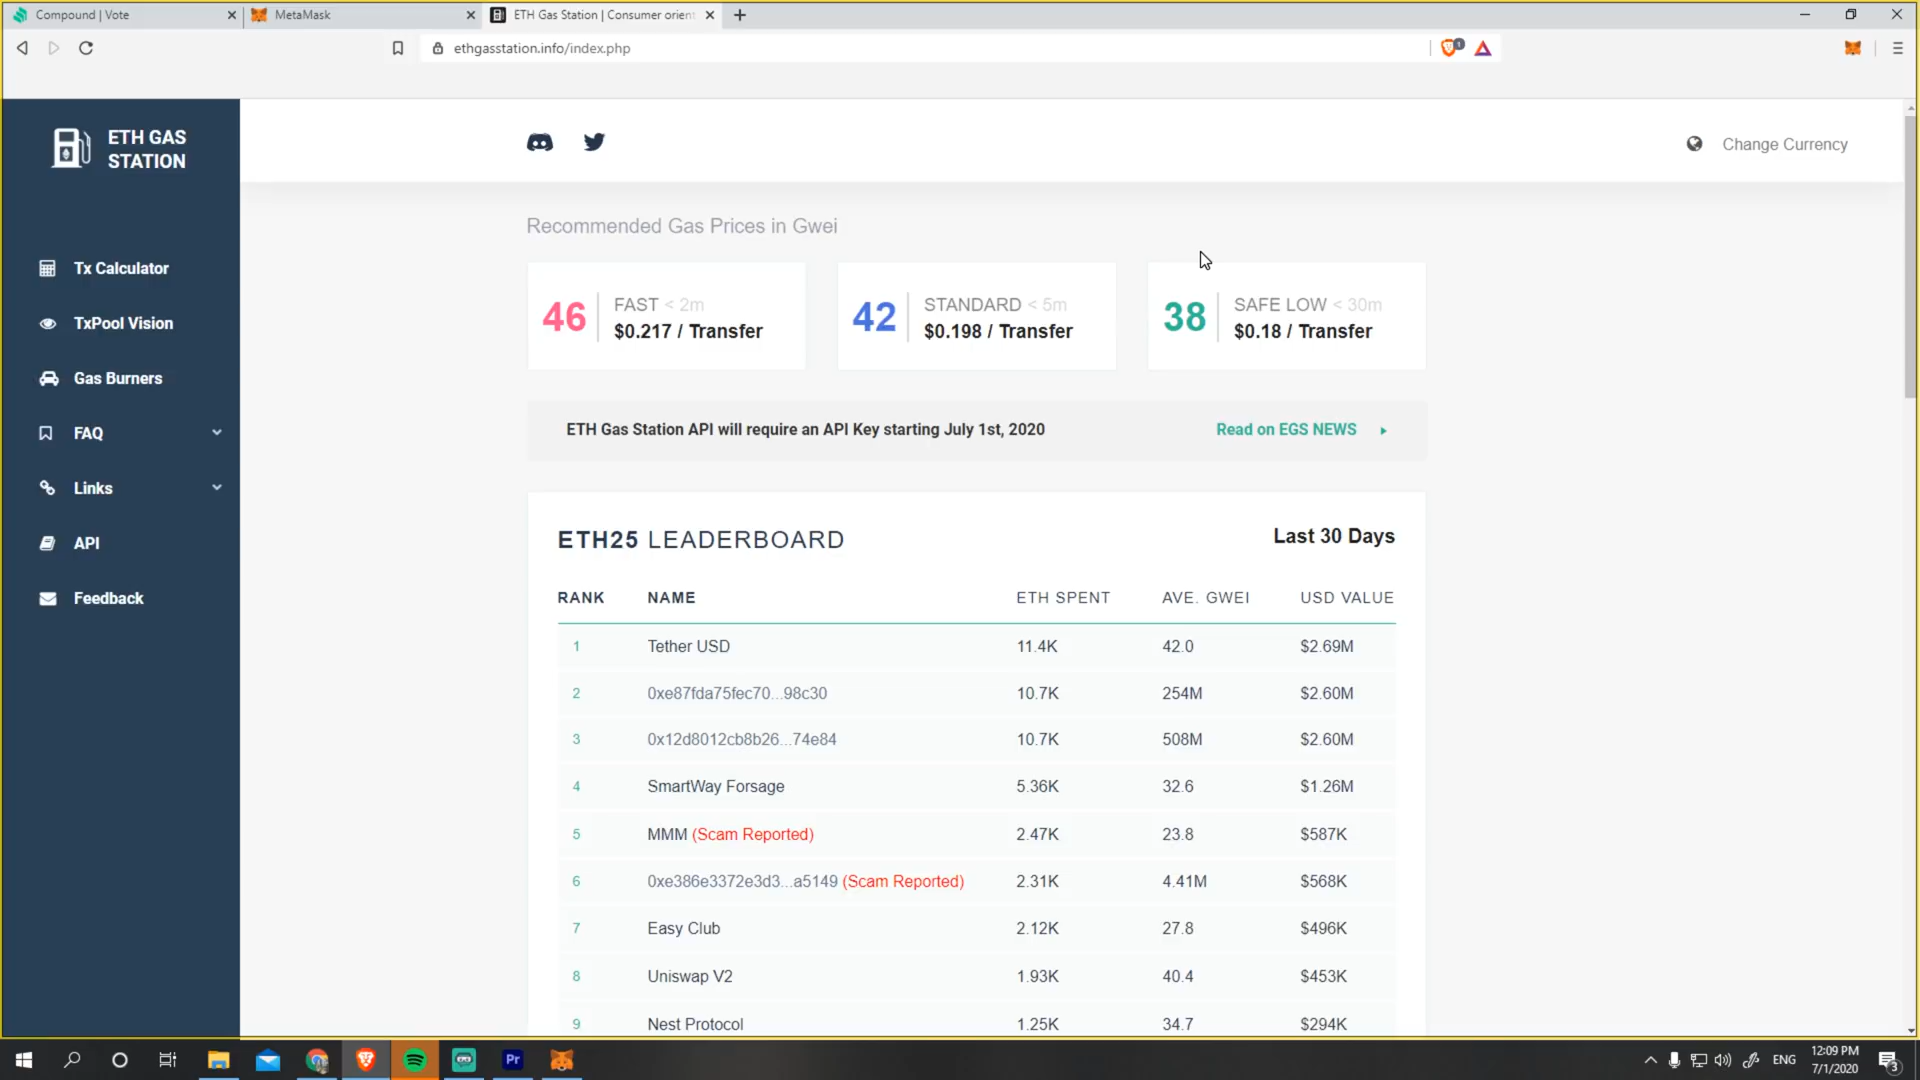 Compound | Vote
MetaMask
ETH Gas Station | Consumer orient
ethgasstation.info/index.php
1
ETH GAS
STATION
Change Currency
Recommended Gas Prices in Gwei
Tx Calculator
TxPool Vision
Gas Burners
FAQ
Links
API
Feedback
46 FAST < 2m
$0.217 / Transfer
42 STANDARD < 5m
$0.198 / Transfer
38 SAFE LOW < 30m
$0.18 / Transfer
ETH Gas Station API will require an API Key starting July 1st, 2020 Read on EGS NEWS
ETH25 LEADERBOARD Last 30 Days
RANK NAME ETH SPENT AVE. GWEI USD VALUE
1 Tether USD 11.4K 42.0 $2.69M
2 0xe87fda75fec70...98c30 10.7K 254M $2.60M
3 0x12d8012cb8b26...74e84 10.7K 508M $2.60M
4 SmartWay Forsage 5.36K 32.6 $1.26M
5 MMM (Scam Reported) 2.47K 23.8 $587K
6 0xe386e3372e3d3...a5149 (Scam Reported) 2.31K 4.41M $568K
7 Easy Club 2.12K 27.8 $496K
8 Uniswap V2 1.93K 40.4 $453K
9 Nest Protocol 1.25K 34.7 $294K
Pr
ENG
12:09 PM
7/1/2020
3